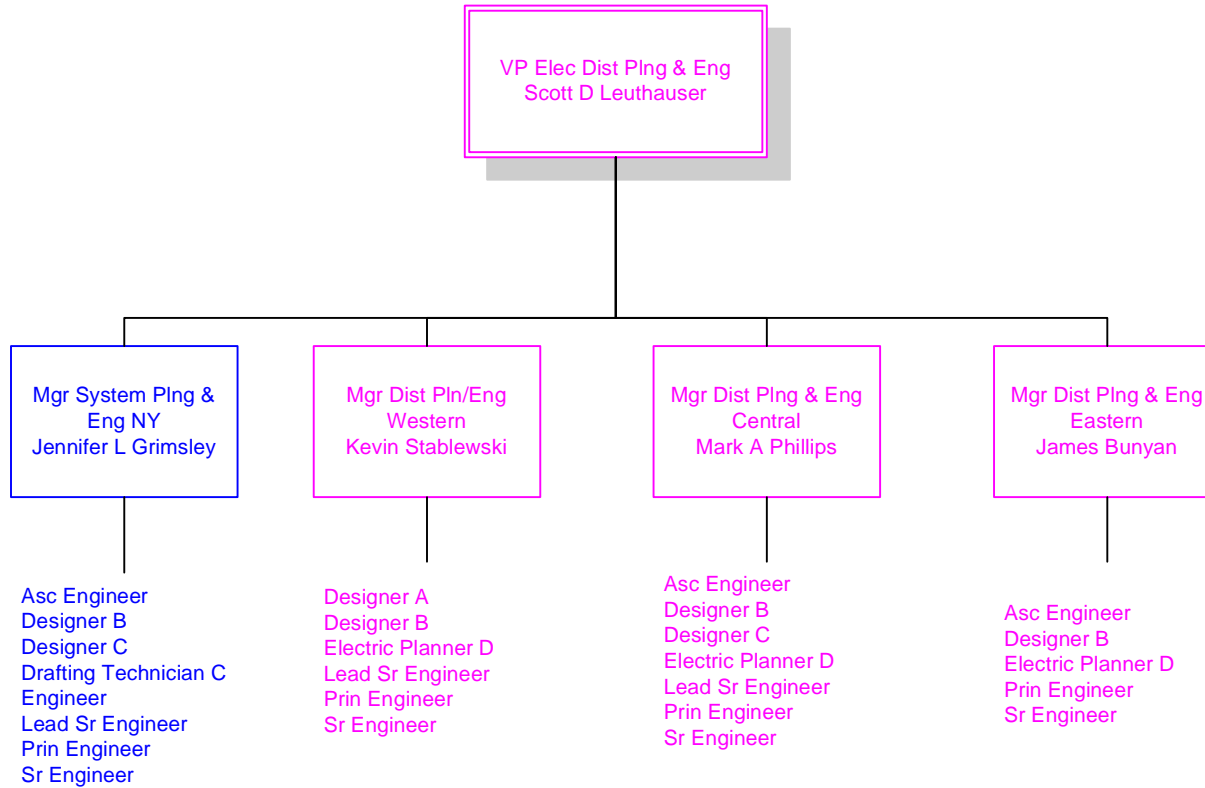 VP Elec Dist Plng & Eng
Scott D Leuthauser
Mgr System Plng &
Eng NY
Jennifer L Grimsley
Mgr Dist Pln/Eng
Western
Kevin Stablewski
Mgr Dist Plng & Eng
Central
Mark A Phillips
Mgr Dist Plng & Eng
Eastern
James Bunyan
Asc Engineer
Designer B
Designer C
Drafting Technician C
Engineer
Lead Sr Engineer
Prin Engineer
Sr Engineer
Designer A
Designer B
Electric Planner D
Lead Sr Engineer
Prin Engineer
Sr Engineer
Asc Engineer
Designer B
Designer C
Electric Planner D
Lead Sr Engineer
Prin Engineer
Sr Engineer
Asc Engineer
Designer B
Electric Planner D
Prin Engineer
Sr Engineer